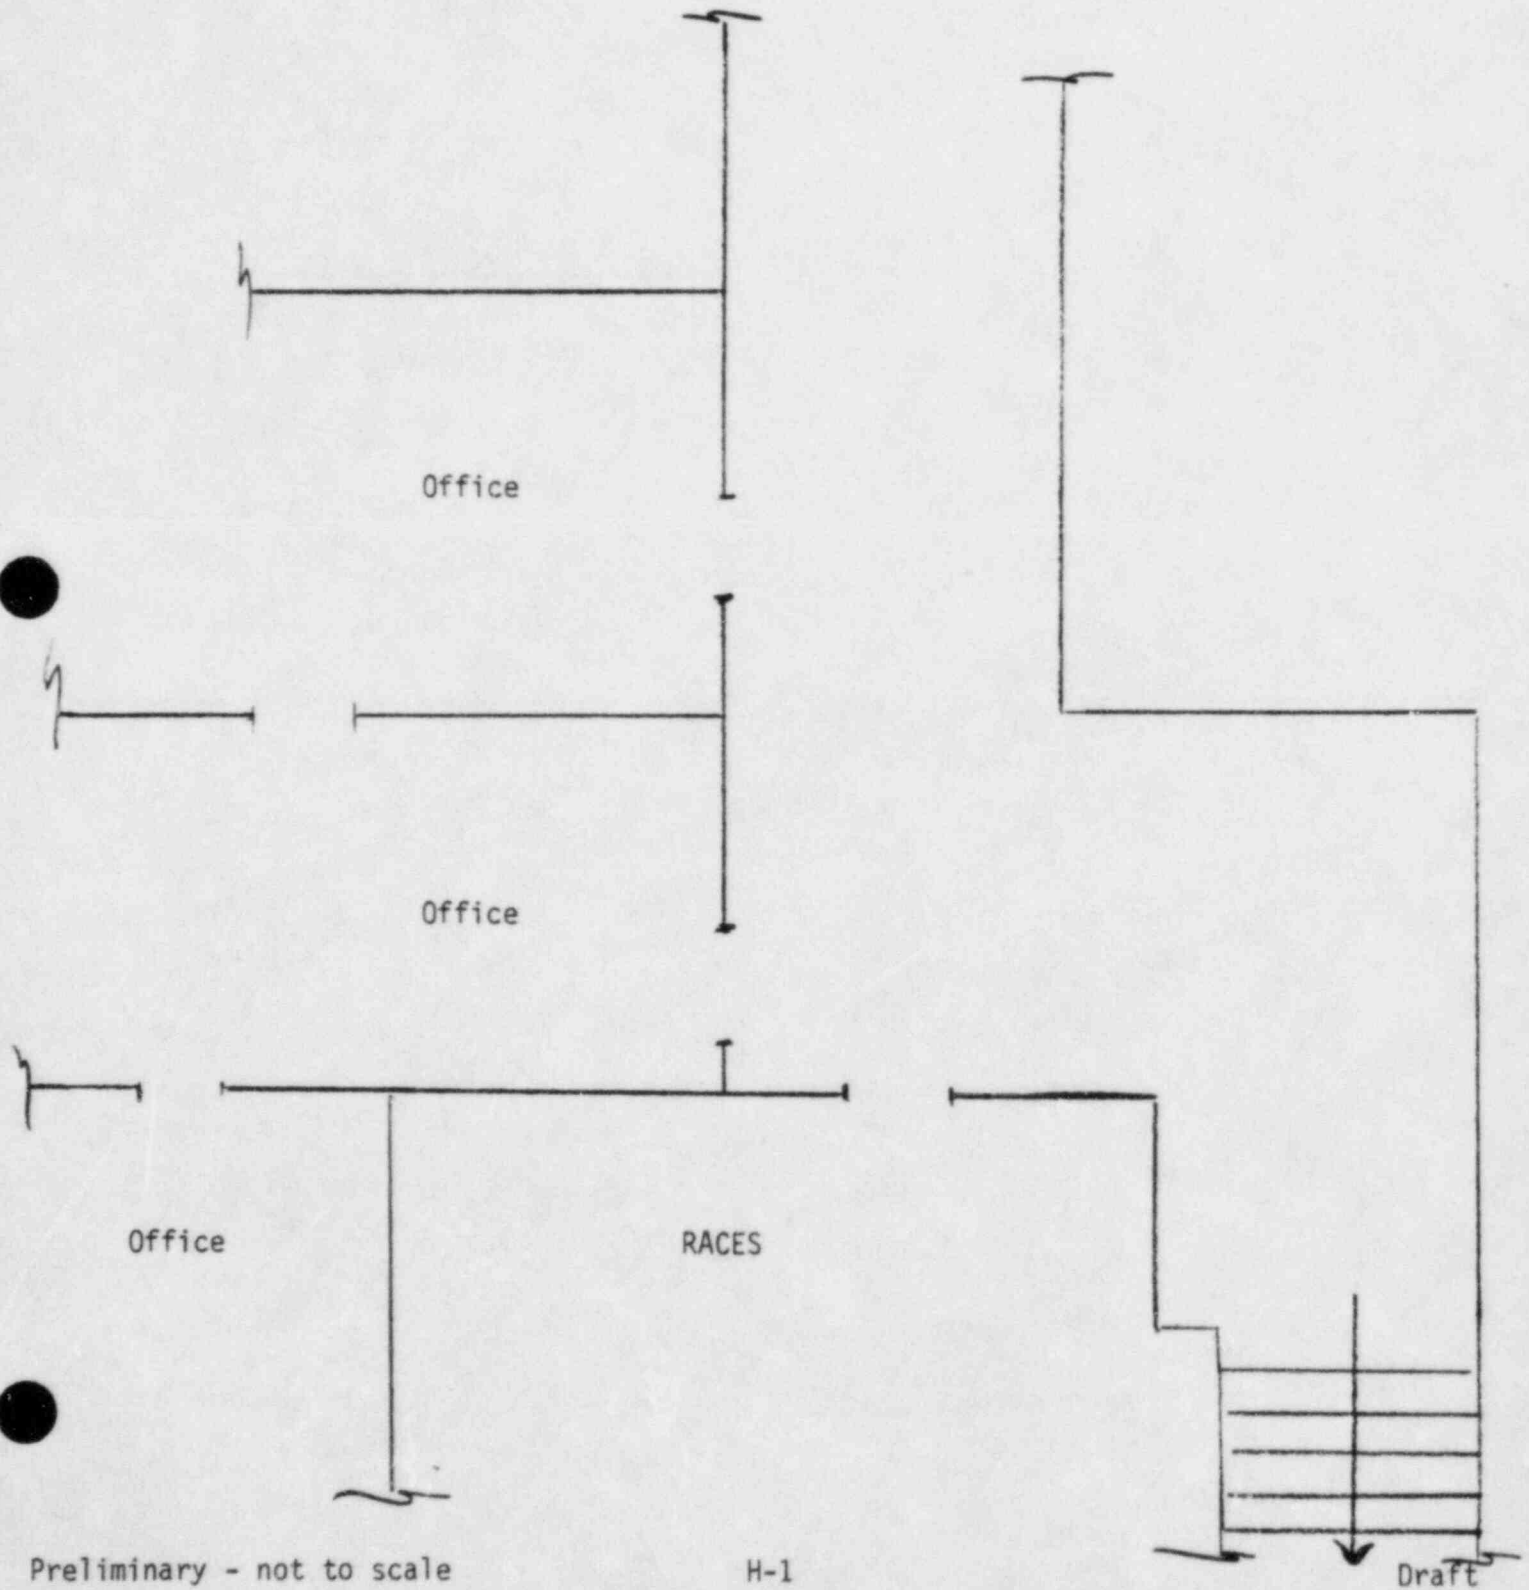 Office
Office
Office
RACES
Preliminary - not to scale
H-1
Draft